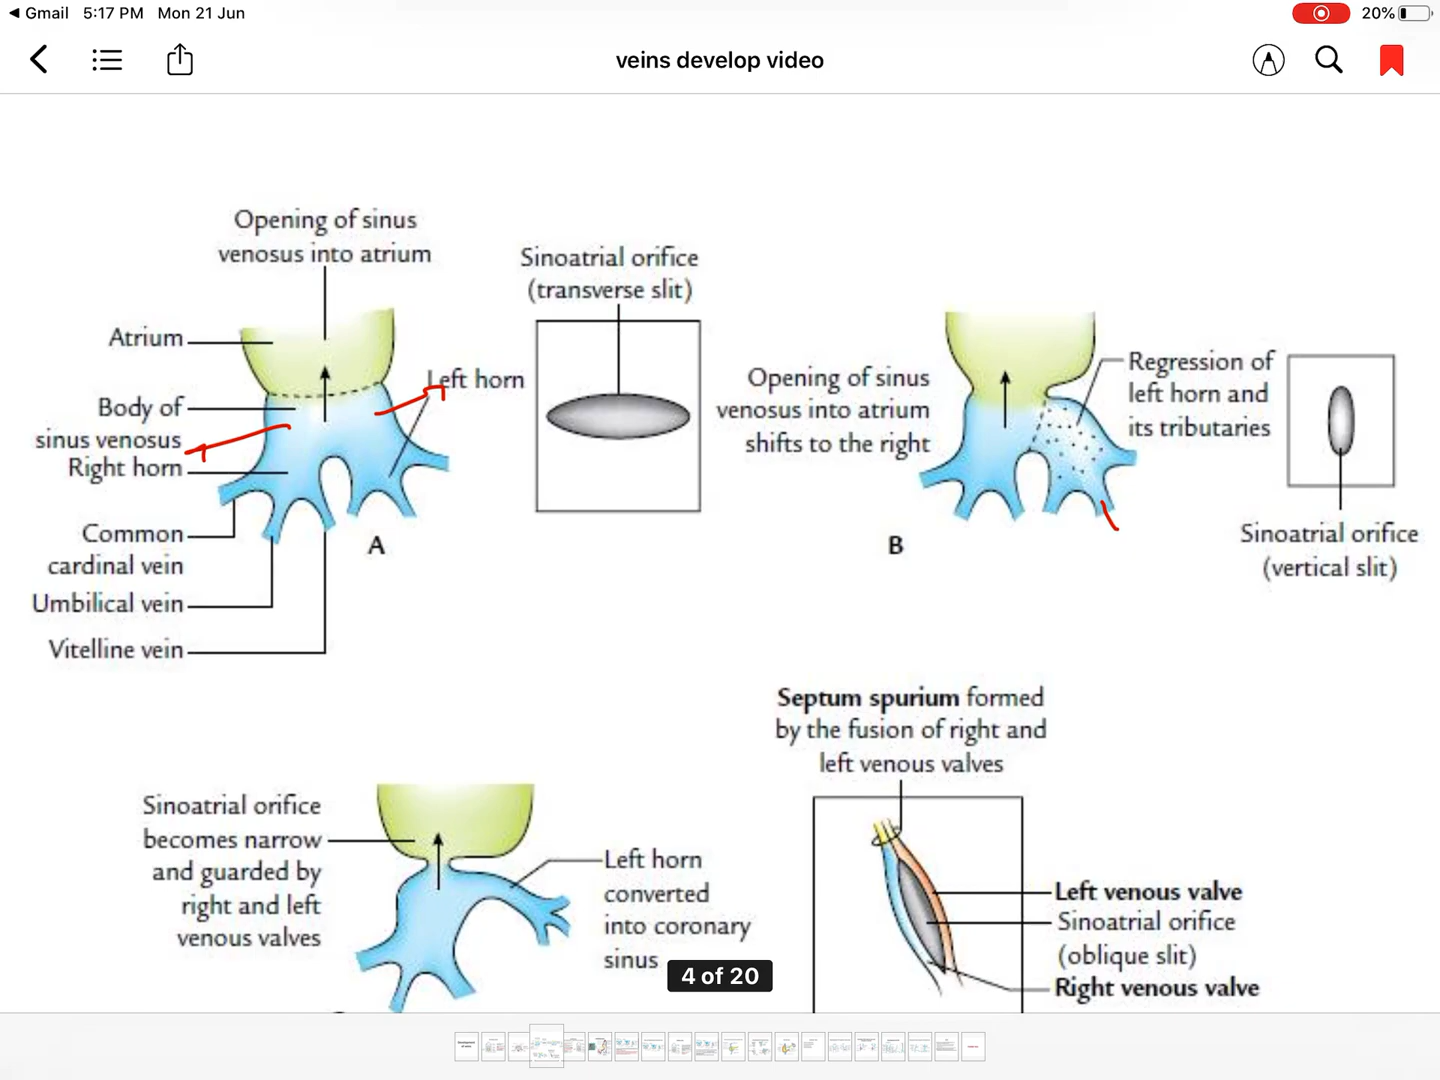 Gmail 5:17 PM Mon 21 Jun
20%
veins develop video
Opening of sinus
venosus into atrium
Sinoatrial orifice
(transverse slit)
Atrium
Left horn
Body of
sinus venosus
Right horn
Common
cardinal vein
A
Umbilical vein
Vitelline vein
Opening of sinus
venosus into atrium
shifts to the right
Regression of
left horn and
its tributaries
B
Sinoatrial orifice
(vertical slit)
Sinoatrial orifice
becomes narrow
and guarded by
right and left
venous valves
Left horn
converted
into coronary
sinus
Septum spurium formed
by the fusion of right and
left venous valves
Left venous valve
Sinoatrial orifice
(oblique slit)
Right venous valve
4 of 20